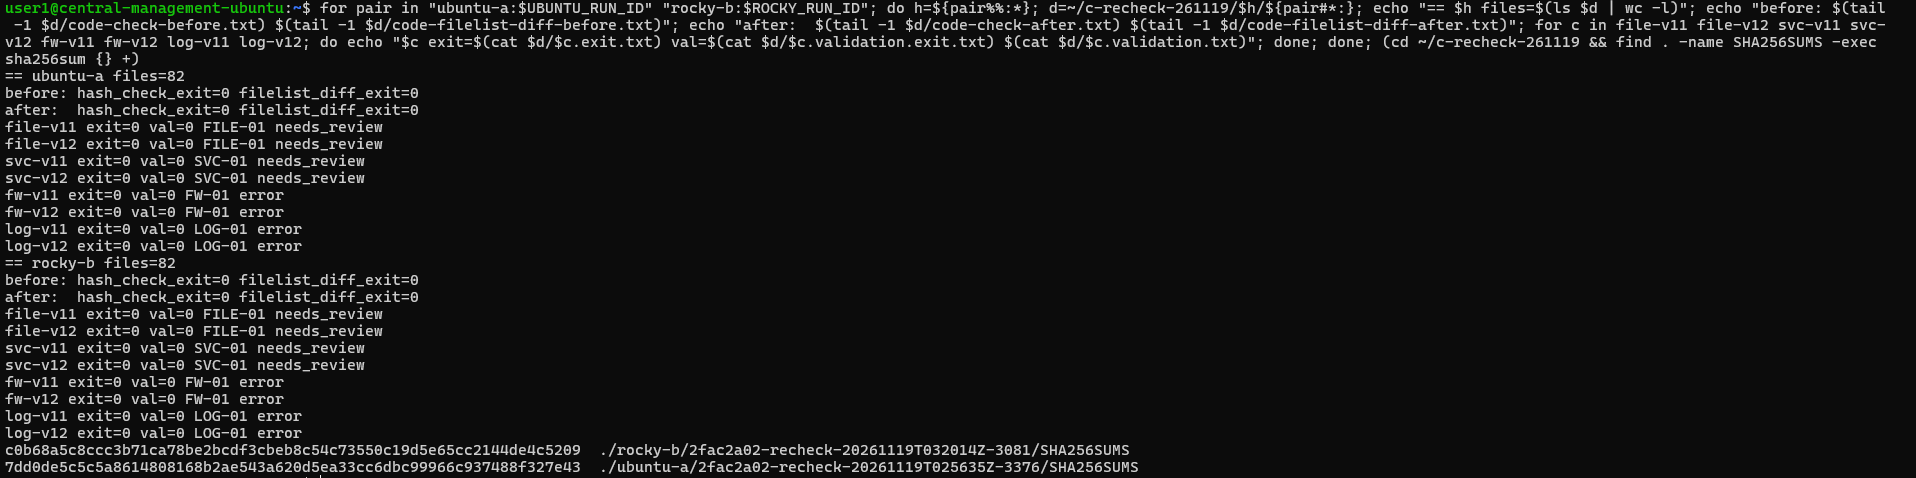 user1@central-management-ubuntu:~$ for pair in "ubuntu-a:$UBUNTU_RUN_ID" "rocky-b:$ROCKY_RUN_ID"; do h=${pair%%:*}; d=~/c-recheck-261119/$h/${pair#*:}; echo "== $h files=$(ls $d | wc -l)"; echo "before: $(tail
 -1 $d/code-check-before.txt) $(tail -1 $d/code-filelist-diff-before.txt)"; echo "after:  $(tail -1 $d/code-check-after.txt) $(tail -1 $d/code-filelist-diff-after.txt)"; for c in file-v11 file-v12 svc-v11 svc-
v12 fw-v11 fw-v12 log-v11 log-v12; do echo "$c exit=$(cat $d/$c.exit.txt) val=$(cat $d/$c.validation.exit.txt) $(cat $d/$c.validation.txt)"; done; done; (cd ~/c-recheck-261119 && find . -name SHA256SUMS -exec
sha256sum {} +)
== ubuntu-a files=82
before: hash_check_exit=0 filelist_diff_exit=0
after:  hash_check_exit=0 filelist_diff_exit=0
file-v11 exit=0 val=0 FILE-01 needs_review
file-v12 exit=0 val=0 FILE-01 needs_review
svc-v11 exit=0 val=0 SVC-01 needs_review
svc-v12 exit=0 val=0 SVC-01 needs_review
fw-v11 exit=0 val=0 FW-01 error
fw-v12 exit=0 val=0 FW-01 error
log-v11 exit=0 val=0 LOG-01 error
log-v12 exit=0 val=0 LOG-01 error
== rocky-b files=82
before: hash_check_exit=0 filelist_diff_exit=0
after:  hash_check_exit=0 filelist_diff_exit=0
file-v11 exit=0 val=0 FILE-01 needs_review
file-v12 exit=0 val=0 FILE-01 needs_review
svc-v11 exit=0 val=0 SVC-01 needs_review
svc-v12 exit=0 val=0 SVC-01 needs_review
fw-v11 exit=0 val=0 FW-01 error
fw-v12 exit=0 val=0 FW-01 error
log-v11 exit=0 val=0 LOG-01 error
log-v12 exit=0 val=0 LOG-01 error
c0b68a5c8ccc3b71ca78be2bcdf3cbeb8c54c73550c19d5e65cc2144de4c5209  ./rocky-b/2fac2a02-recheck-20261119T032014Z-3081/SHA256SUMS
7dd0de5c5c5a8614808168b2ae543a620d5ea33cc6dbc99966c937488f327e43  ./ubuntu-a/2fac2a02-recheck-20261119T025635Z-3376/SHA256SUMS